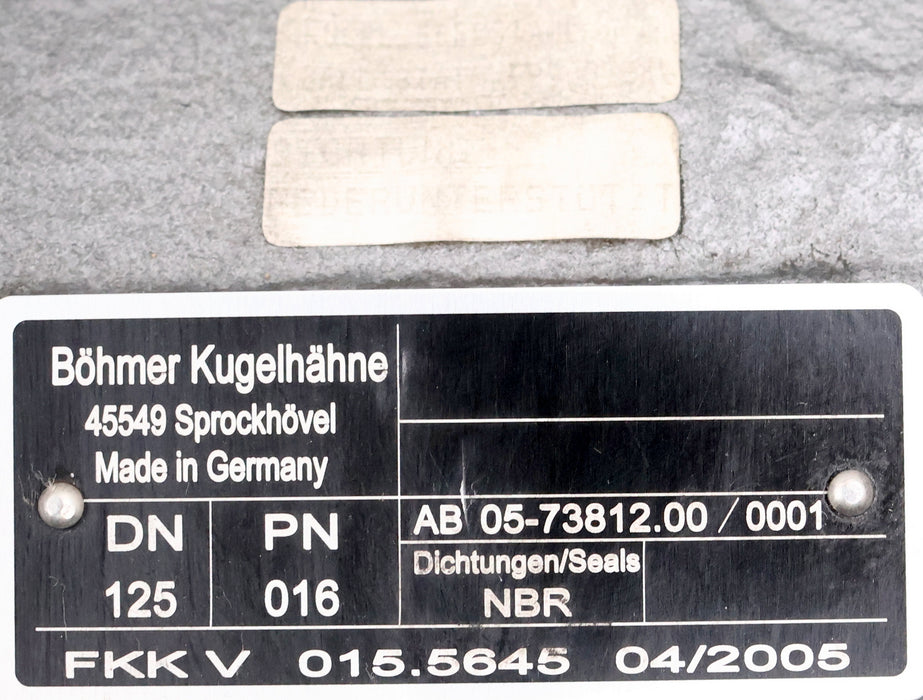 FEDERUNTERSTÜTZT
Böhmer Kugelhähne
45549 Sprockhövel
Made in Germany
DN
PN
125
016
AB 05-73812.00 / 0001
Dichtungen/Seals
NBR
FKK V 015.5645 04/2005